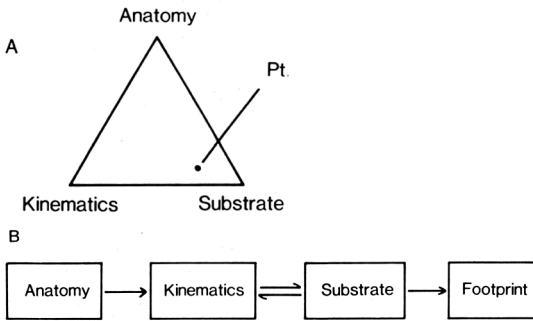 Anatomy
A
Pt.
Kinematics Substrate
B
Anatomy Kinematics Substrate Footprint